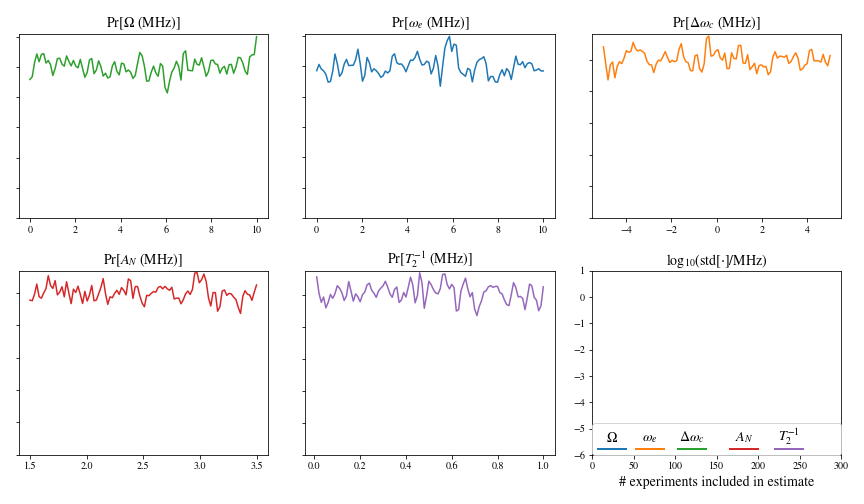 Pr[Ω (MHz)]
Pr[ω_e (MHz)]
Pr[Δω_c (MHz)]
0 2 4 6 8 10
0 2 4 6 8 10
−4 −2 0 2 4
Pr[A_N (MHz)]
Pr[T_2^{-1} (MHz)]
log₁₀(std[·]/MHz)
1.5 2.0 2.5 3.0 3.5
0.0 0.2 0.4 0.6 0.8 1.0
1
0
−1
−2
−3
−4
−5
−6
Ω ω_e Δω_c A_N T_2^{-1}
0 50 100 150 200 250 300
# experiments included in estimate